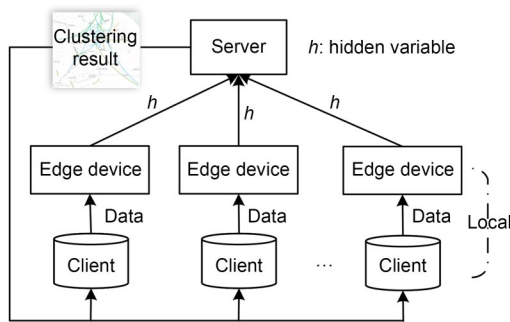 Clustering
result
Server
h: hidden variable
h
h
h
Edge device
Edge device
Edge device
Data
Data
Data
Local
Client
Client
...
Client